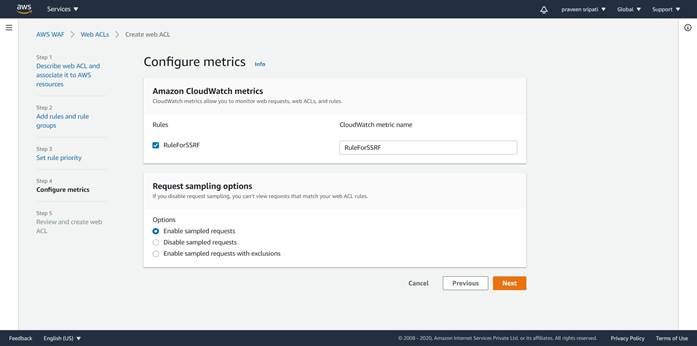 aws
Services
praveen sripati
Global
Support
AWS WAF
Web ACLs
Create web ACL
Step 1
Describe web ACL and
associate it to AWS
resources
Step 2
Add rules and rule
groups
Step 3
Set rule priority
Step 4
Configure metrics
Step 5
Review and create web
ACL
Configure metrics Info
Amazon CloudWatch metrics
CloudWatch metrics allow you to monitor web requests, web ACLs, and rules.
Rules
CloudWatch metric name
RuleForSSRF
RuleForSSRF
Request sampling options
If you disable request sampling, you can't view requests that match your web ACL rules.
Options
Enable sampled requests
Disable sampled requests
Enable sampled requests with exclusions
Cancel
Previous
Next
Feedback
English (US)
© 2008 - 2020, Amazon Internet Services Private Ltd. or its affiliates. All rights reserved.
Privacy Policy
Terms of Use